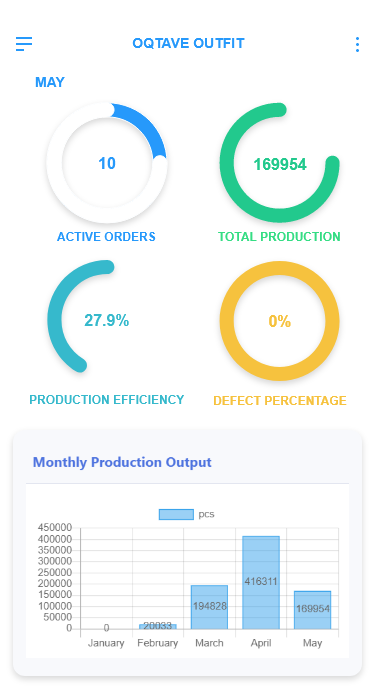 OQTAVE OUTFIT
MAY
10
169954
ACTIVE ORDERS
TOTAL PRODUCTION
27.9%
0%
PRODUCTION EFFICIENCY
DEFECT PERCENTAGE
Monthly Production Output
pcs
450000
400000
350000
300000
250000
200000
150000
100000
50000
0
0
20033
194828
416311
169954
January February March April May